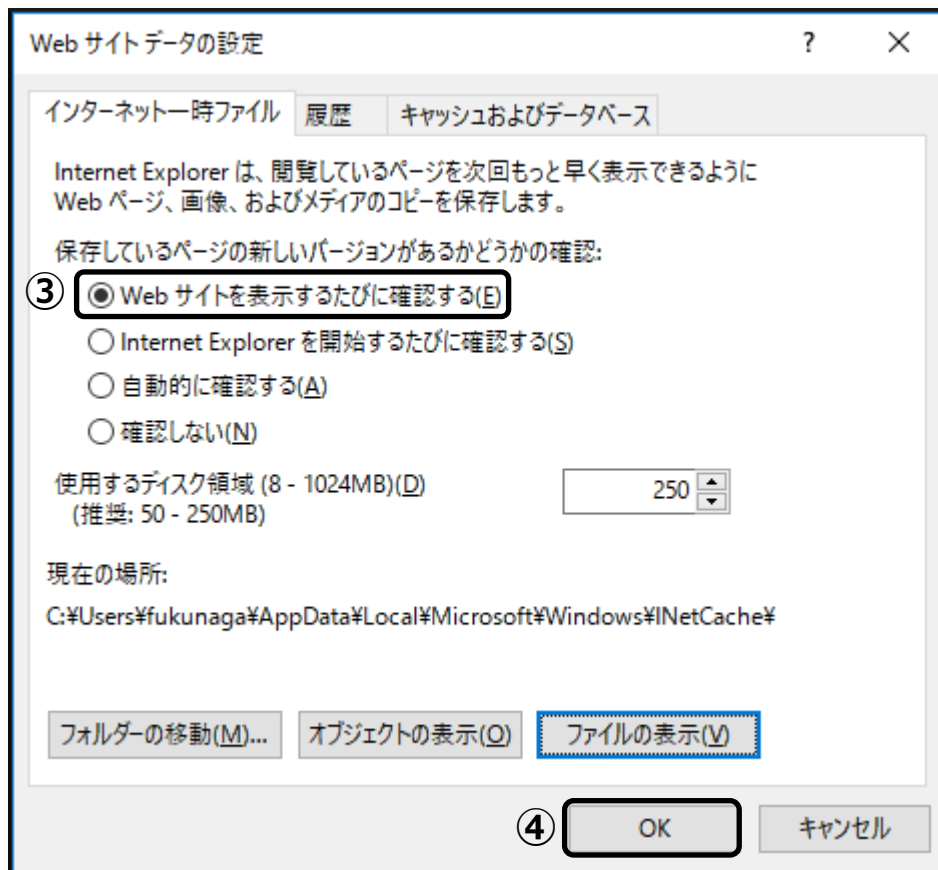 Web サイト データの設定
? ×
インターネット一時ファイル 履歴 キャッシュおよびデータベース
Internet Explorer は、閲覧しているページを次回もっと早く表示できるように
Web ページ、画像、およびメディアのコピーを保存します。
保存しているページの新しいバージョンがあるかどうかの確認:
③ Web サイトを表示するたびに確認する(E)
Internet Explorer を開始するたびに確認する(S)
自動的に確認する(A)
確認しない(N)
使用するディスク領域 (8 - 1024MB)(D) 250
(推奨: 50 - 250MB)
現在の場所:
C:¥Users¥fukunaga¥AppData¥Local¥Microsoft¥Windows¥INetCache¥
フォルダーの移動(M)... オブジェクトの表示(O) ファイルの表示(V)
④ OK キャンセル